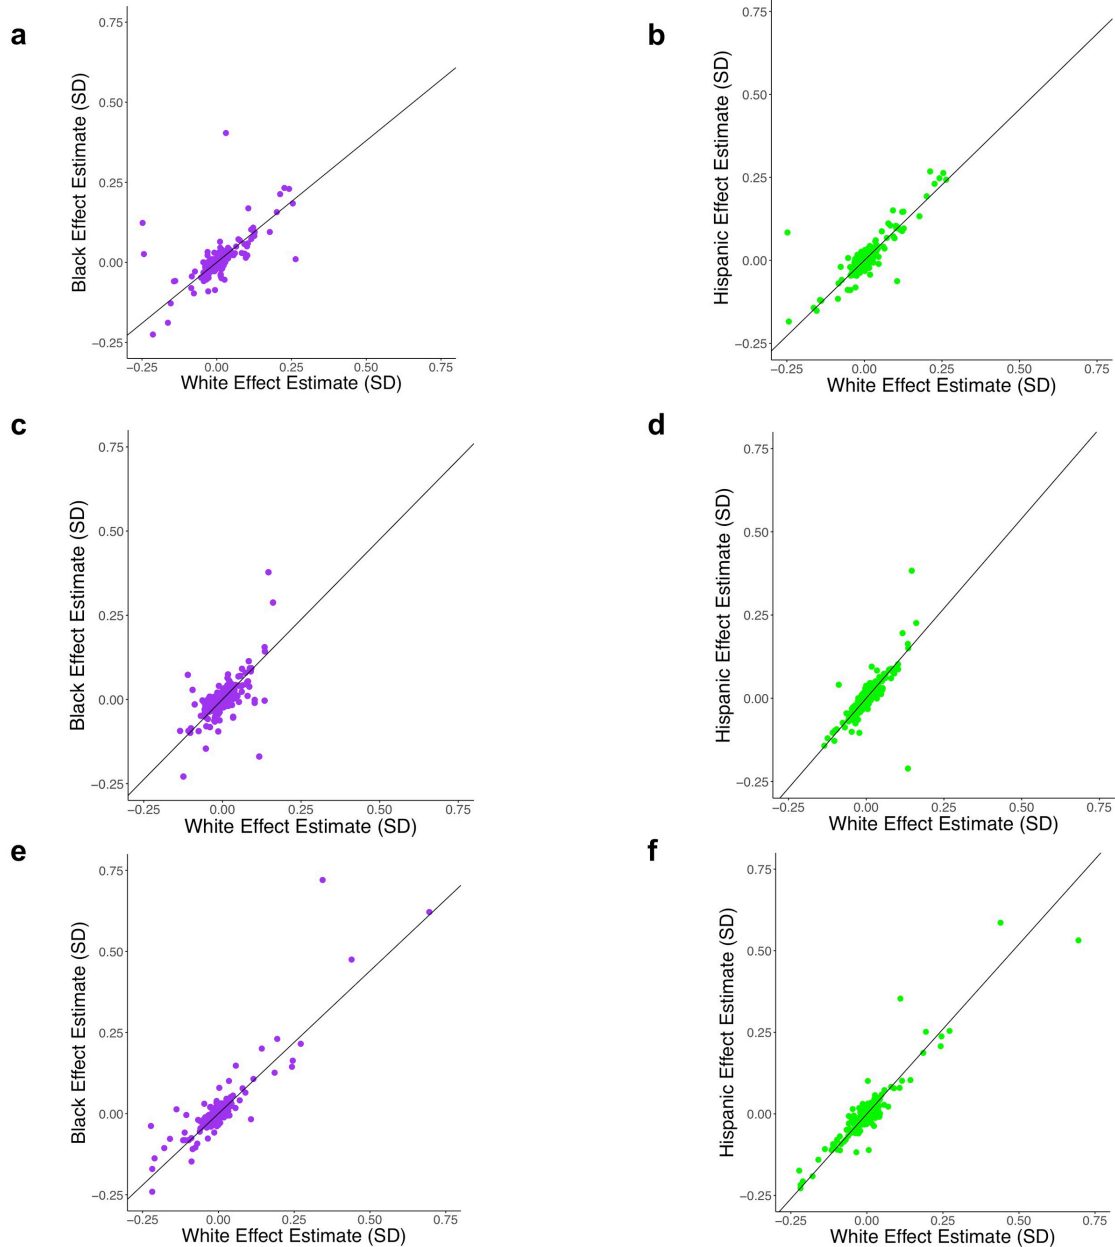 a
Black Effect Estimate (SD)
0.75
0.50
0.25
0.00
−0.25
−0.25 0.00 0.25 0.50 0.75
White Effect Estimate (SD)
b
Hispanic Effect Estimate (SD)
0.75
0.50
0.25
0.00
−0.25
−0.25 0.00 0.25 0.50 0.75
White Effect Estimate (SD)
c
Black Effect Estimate (SD)
0.75
0.50
0.25
0.00
−0.25
−0.25 0.00 0.25 0.50 0.75
White Effect Estimate (SD)
d
Hispanic Effect Estimate (SD)
0.75
0.50
0.25
0.00
−0.25
−0.25 0.00 0.25 0.50 0.75
White Effect Estimate (SD)
e
Black Effect Estimate (SD)
0.75
0.50
0.25
0.00
−0.25
−0.25 0.00 0.25 0.50 0.75
White Effect Estimate (SD)
f
Hispanic Effect Estimate (SD)
0.75
0.50
0.25
0.00
−0.25
−0.25 0.00 0.25 0.50 0.75
White Effect Estimate (SD)